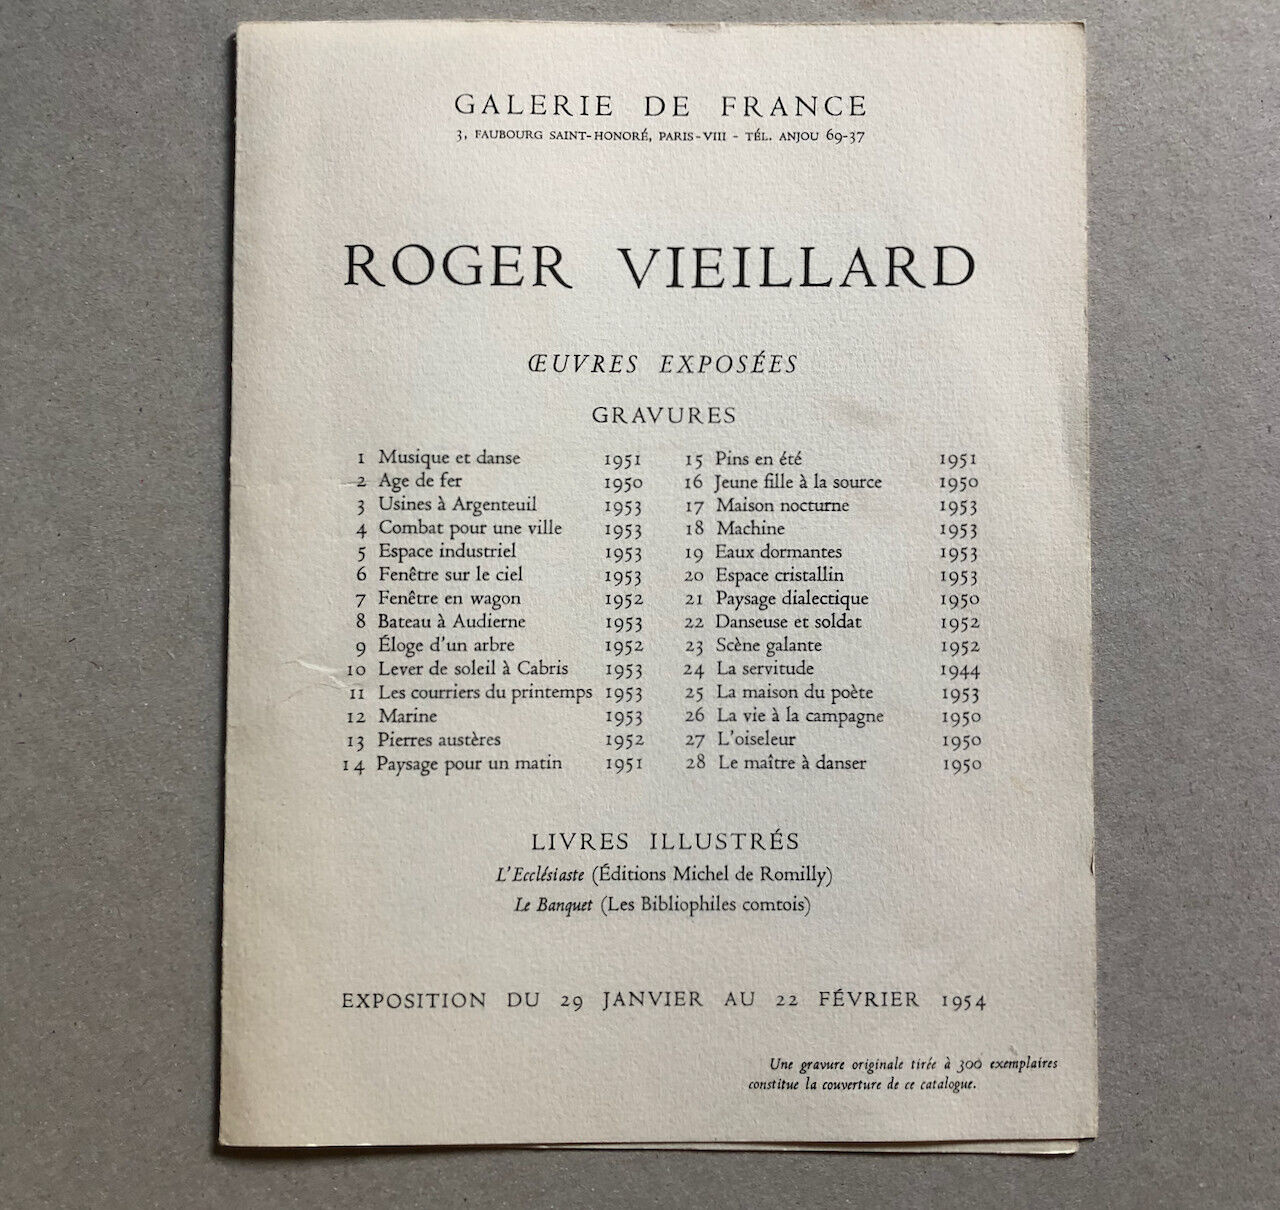 GALERIE DE FRANCE
3, FAUBOURG SAINT-HONORÉ, PARIS-VIII - TÉL. ANJOU 69-37
ROGER VIEILLARD
ŒUVRES EXPOSÉES
GRAVURES
1 Musique et danse 1951
2 Age de fer 1950
3 Usines à Argenteuil 1953
4 Combat pour une ville 1953
5 Espace industriel 1953
6 Fenêtre sur le ciel 1953
7 Fenêtre en wagon 1952
8 Bateau à Audierne 1953
9 Éloge d'un arbre 1952
10 Lever de soleil à Cabris 1953
11 Les courriers du printemps 1953
12 Marine 1953
13 Pierres austères 1952
14 Paysage pour un matin 1951
15 Pins en été 1951
16 Jeune fille à la source 1950
17 Maison nocturne 1953
18 Machine 1953
19 Eaux dormantes 1953
20 Espace cristallin 1953
21 Paysage dialectique 1950
22 Danseuse et soldat 1952
23 Scène galante 1952
24 La servitude 1944
25 La maison du poète 1953
26 La vie à la campagne 1950
27 L'oiseleur 1950
28 Le maître à danser 1950
LIVRES ILLUSTRÉS
L'Ecclésiaste (Éditions Michel de Romilly)
Le Banquet (Les Bibliophiles comtois)
EXPOSITION DU 29 JANVIER AU 22 FÉVRIER 1954
Une gravure originale tirée à 300 exemplaires
constitue la couverture de ce catalogue.